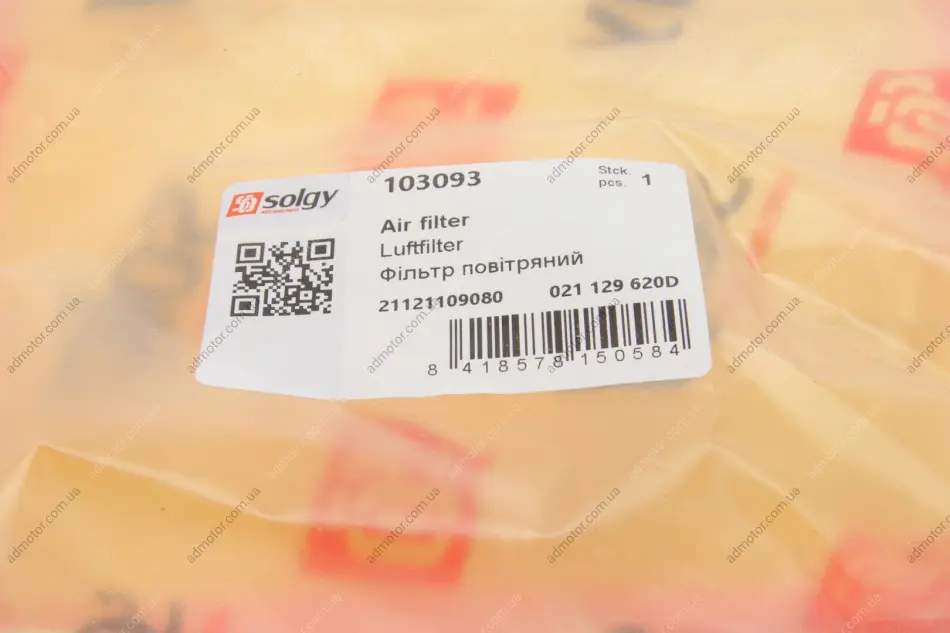 solgy
103093
Stck.
pcs. 1
Air filter
Luftfilter
Фільтр повітряний
21121109080 021 129 620D
8 418578 150584
admotor.com.ua